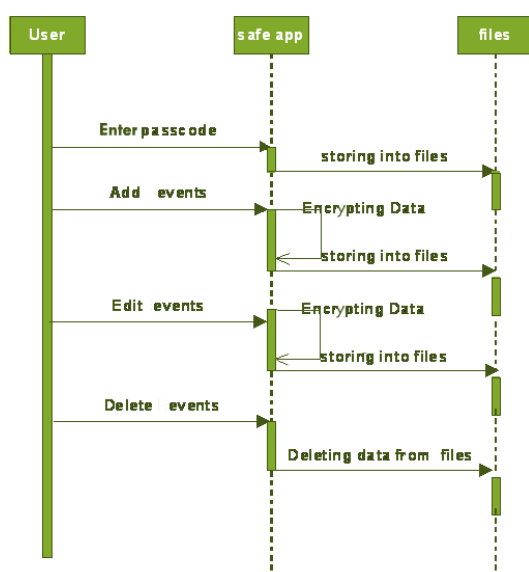 User
safe app
files
Enter passcode
storing into files
Add events
Encrypting Data
storing into files
Edit events
Encrypting Data
storing into files
Delete events
Deleting data from files